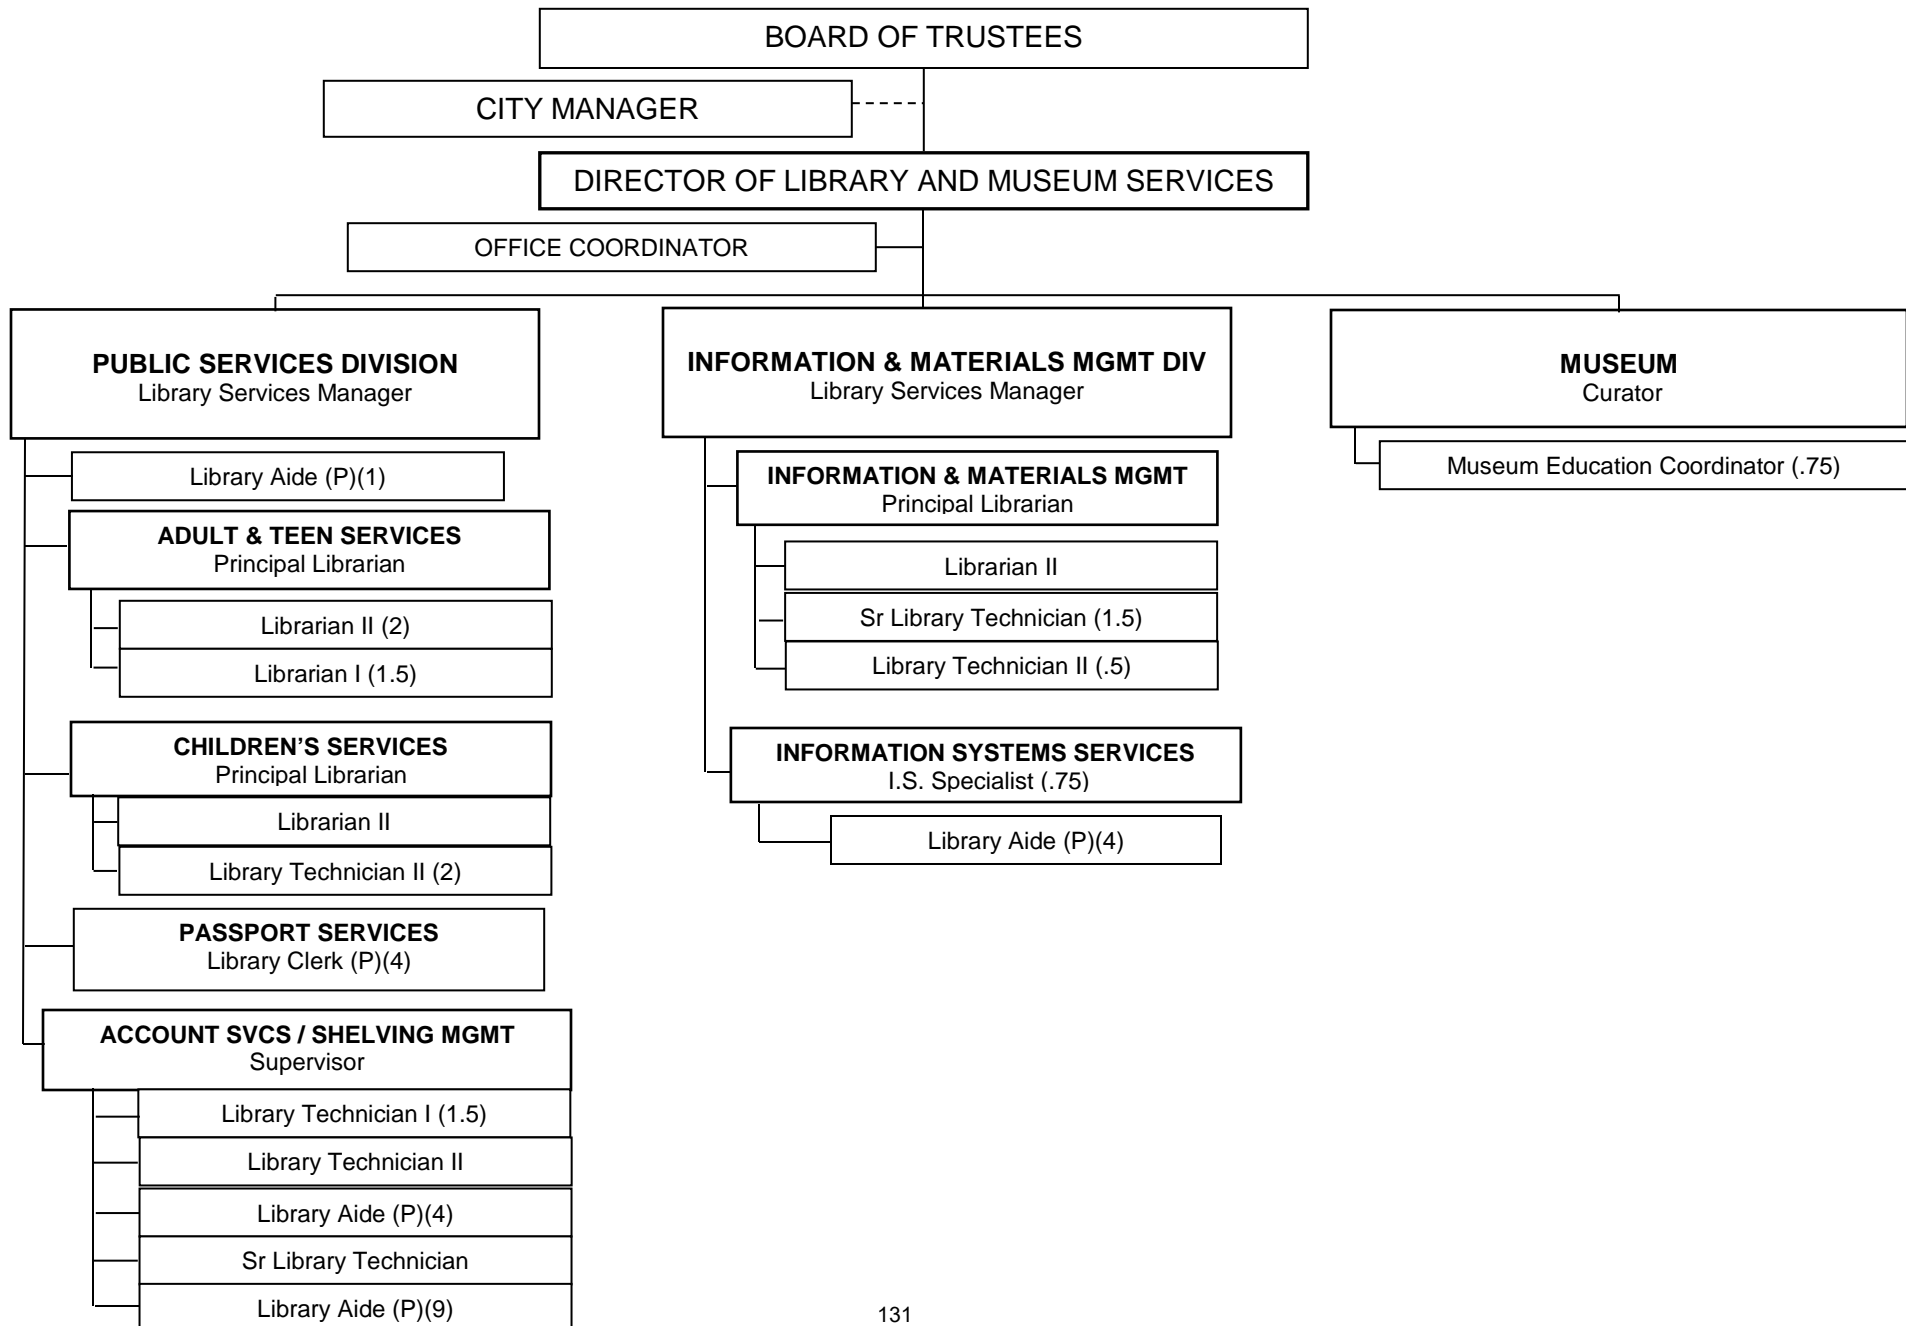 BOARD OF TRUSTEES
CITY MANAGER
DIRECTOR OF LIBRARY AND MUSEUM SERVICES
OFFICE COORDINATOR
PUBLIC SERVICES DIVISION
Library Services Manager
Library Aide (P)(1)
ADULT & TEEN SERVICES
Principal Librarian
Librarian II (2)
Librarian I (1.5)
CHILDREN’S SERVICES
Principal Librarian
Librarian II
Library Technician II (2)
PASSPORT SERVICES
Library Clerk (P)(4)
ACCOUNT SVCS / SHELVING MGMT
Supervisor
Library Technician I (1.5)
Library Technician II
Library Aide (P)(4)
Sr Library Technician
Library Aide (P)(9)
INFORMATION & MATERIALS MGMT DIV
Library Services Manager
INFORMATION & MATERIALS MGMT
Principal Librarian
Librarian II
Sr Library Technician (1.5)
Library Technician II (.5)
INFORMATION SYSTEMS SERVICES
I.S. Specialist (.75)
Library Aide (P)(4)
MUSEUM
Curator
Museum Education Coordinator (.75)
131